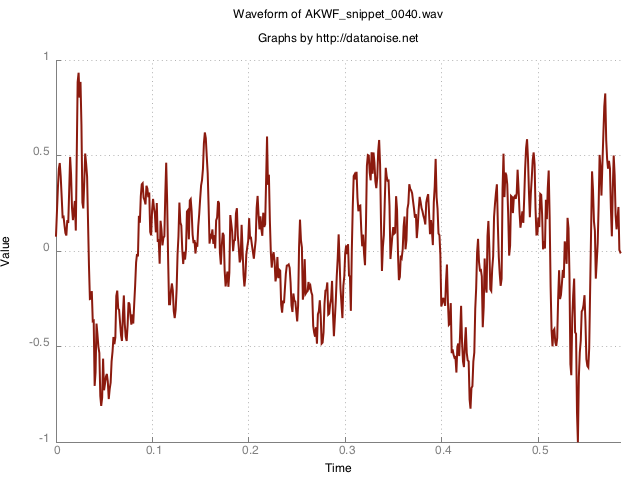 Waveform of AKWF_snippet_0040.wav
Graphs by http://datanoise.net
1
0.5
0
-0.5
-1
Value
0
0.1
0.2
0.3
0.4
0.5
Time